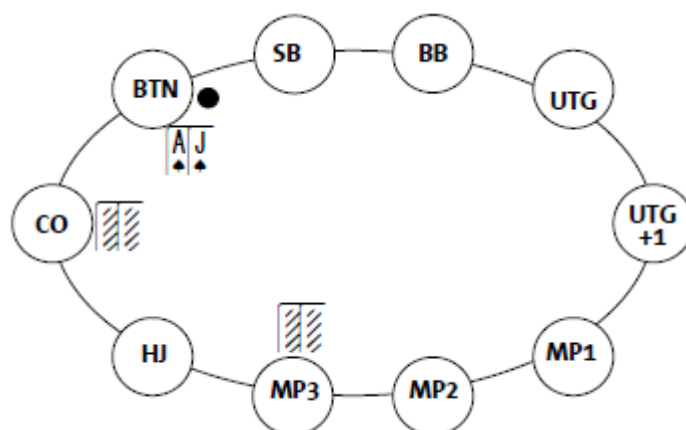 SB
BB
BTN
UTG
A J
♠ ♠
CO
UTG
+1
HJ
MP3
MP2
MP1